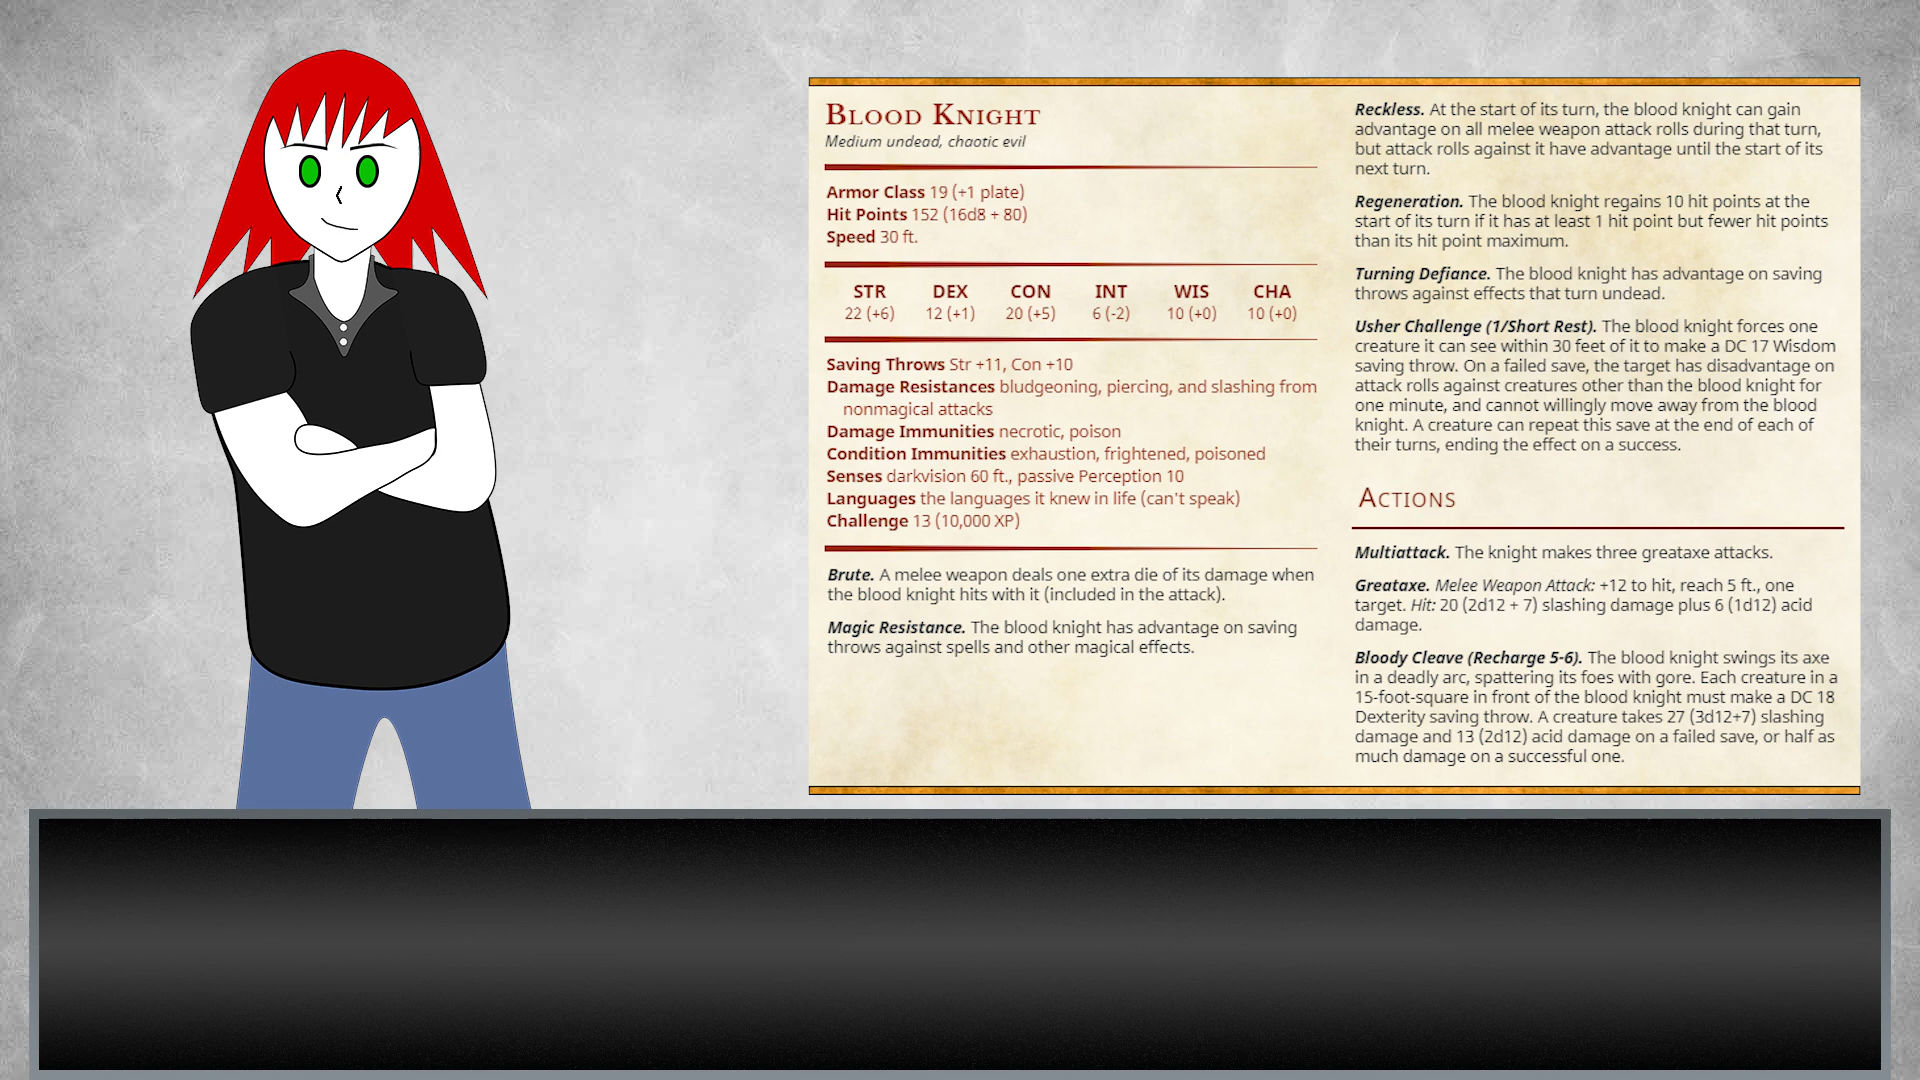 Blood Knight
Medium undead, chaotic evil
Armor Class 19 (+1 plate)
Hit Points 152 (16d8 + 80)
Speed 30 ft.
STR DEX CON INT WIS CHA
22 (+6) 12 (+1) 20 (+5) 6 (-2) 10 (+0) 10 (+0)
Saving Throws Str +11, Con +10
Damage Resistances bludgeoning, piercing, and slashing from
nonmagical attacks
Damage Immunities necrotic, poison
Condition Immunities exhaustion, frightened, poisoned
Senses darkvision 60 ft., passive Perception 10
Languages the languages it knew in life (can't speak)
Challenge 13 (10,000 XP)
Brute. A melee weapon deals one extra die of its damage when
the blood knight hits with it (included in the attack).
Magic Resistance. The blood knight has advantage on saving
throws against spells and other magical effects.
Reckless. At the start of its turn, the blood knight can gain
advantage on all melee weapon attack rolls during that turn,
but attack rolls against it have advantage until the start of its
next turn.
Regeneration. The blood knight regains 10 hit points at the
start of its turn if it has at least 1 hit point but fewer hit points
than its hit point maximum.
Turning Defiance. The blood knight has advantage on saving
throws against effects that turn undead.
Usher Challenge (1/Short Rest). The blood knight forces one
creature it can see within 30 feet of it to make a DC 17 Wisdom
saving throw. On a failed save, the target has disadvantage on
attack rolls against creatures other than the blood knight for
one minute, and cannot willingly move away from the blood
knight. A creature can repeat this save at the end of each of
their turns, ending the effect on a success.
Actions
Multiattack. The knight makes three greataxe attacks.
Greataxe. Melee Weapon Attack: +12 to hit, reach 5 ft., one
target. Hit: 20 (2d12 + 7) slashing damage plus 6 (1d12) acid
damage.
Bloody Cleave (Recharge 5-6). The blood knight swings its axe
in a deadly arc, spattering its foes with gore. Each creature in a
15-foot-square in front of the blood knight must make a DC 18
Dexterity saving throw. A creature takes 27 (3d12+7) slashing
damage and 13 (2d12) acid damage on a failed save, or half as
much damage on a successful one.